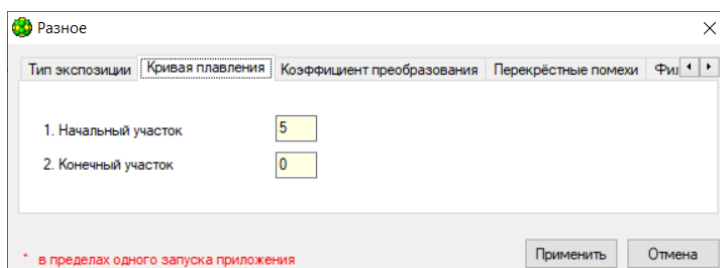 Разное
Тип экспозиции Кривая плавления Коэффициент преобразования Перекрёстные помехи
1. Начальный участок 5
2. Конечный участок 0
* в пределах одного запуска приложения Применить Отмена